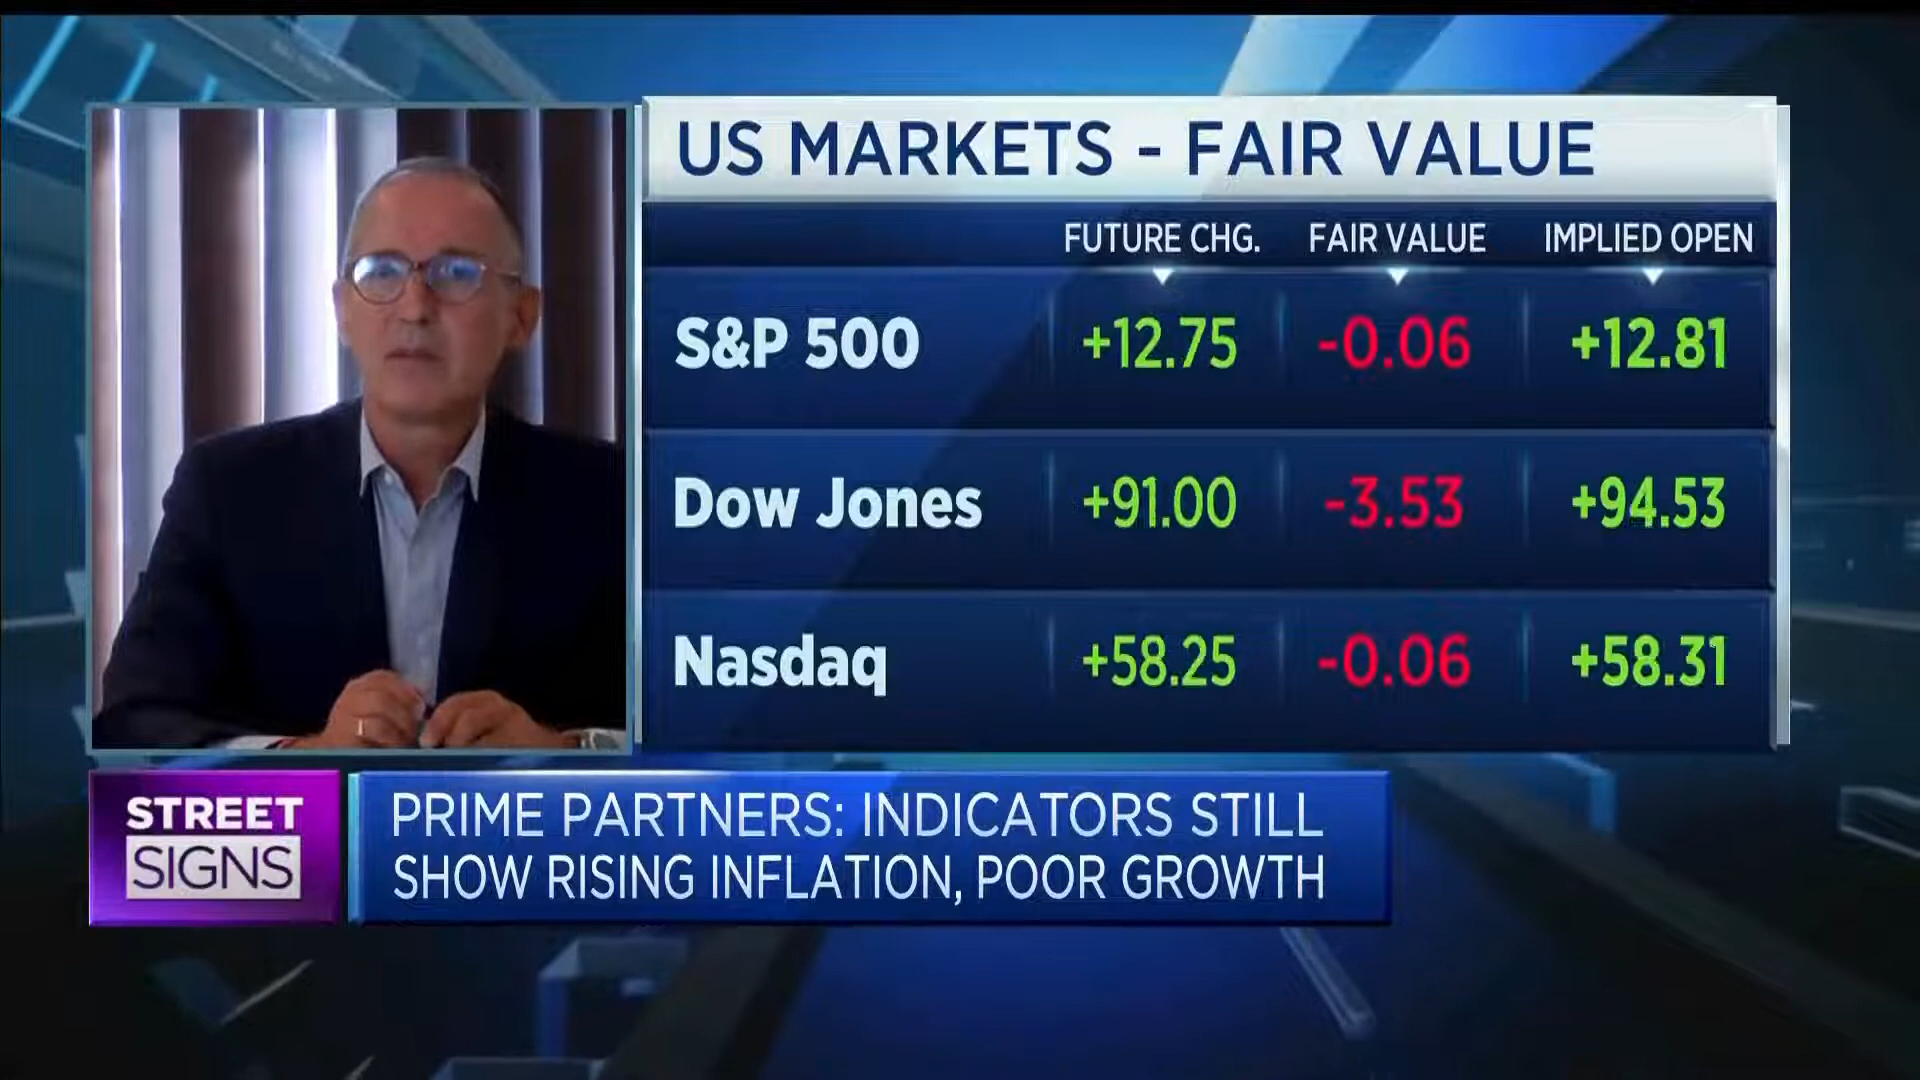 US MARKETS - FAIR VALUE
FUTURE CHG. FAIR VALUE IMPLIED OPEN
S&P 500 +12.75 -0.06 +12.81
Dow Jones +91.00 -3.53 +94.53
Nasdaq +58.25 -0.06 +58.31
STREET
SIGNS
PRIME PARTNERS: INDICATORS STILL
SHOW RISING INFLATION, POOR GROWTH